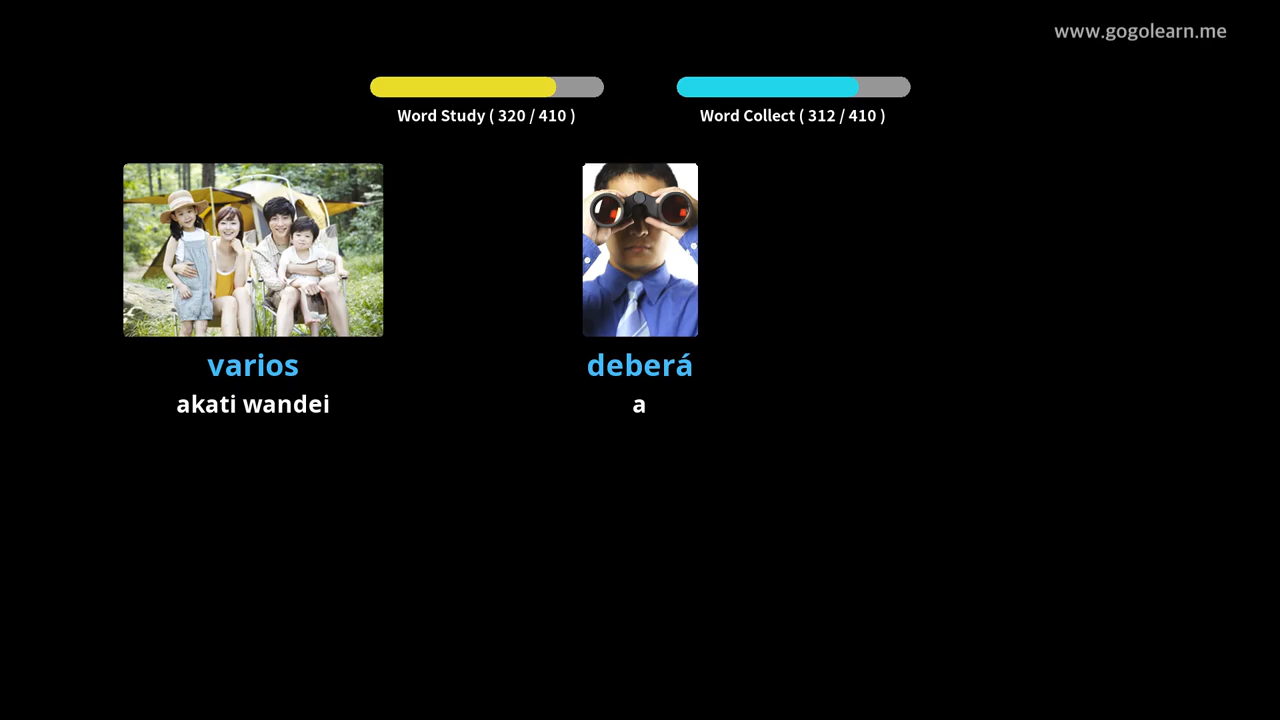 www.gogolearn.me
Word Study ( 320 / 410 )
Word Collect ( 312 / 410 )
varios
akati wandei
deberá
a